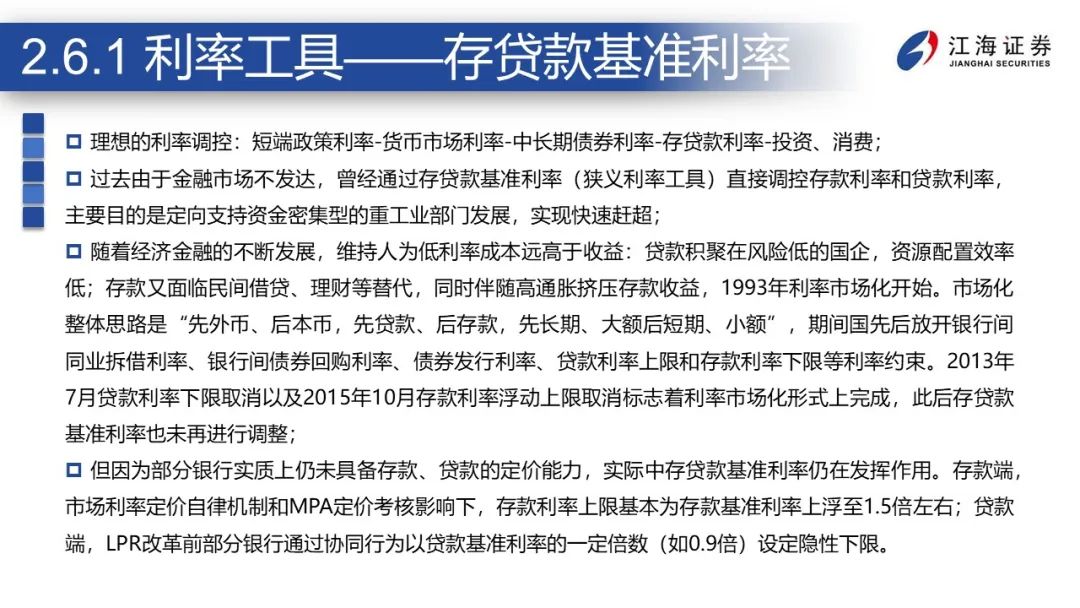 2.6.1 利率工具——存贷款基准利率
江海证券
JIANGHAI SECURITIES
理想的利率调控：短端政策利率-货币市场利率-中长期债券利率-存贷款利率-投资、消费；
过去由于金融市场不发达，曾经通过存贷款基准利率（狭义利率工具）直接调控存款利率和贷款利率，
主要目的是定向支持资金密集型的重工业部门发展，实现快速赶超；
随着经济金融的不断发展，维持人为低利率成本远高于收益：贷款积聚在风险低的国企，资源配置效率
低；存款又面临民间借贷、理财等替代，同时伴随高通胀挤压存款收益，1993年利率市场化开始。市场化
整体思路是“先外币、后本币，先贷款、后存款，先长期、大额后短期、小额”，期间国先后放开银行间
同业拆借利率、银行间债券回购利率、债券发行利率、贷款利率上限和存款利率下限等利率约束。2013年
7月贷款利率下限取消以及2015年10月存款利率浮动上限取消标志着利率市场化形式上完成，此后存贷款
基准利率也未再进行调整；
但因为部分银行实质上仍未具备存款、贷款的定价能力，实际中存贷款基准利率仍在发挥作用。存款端，
市场利率定价自律机制和MPA定价考核影响下，存款利率上限基本为存款基准利率上浮至1.5倍左右；贷款
端，LPR改革前部分银行通过协同行为以贷款基准利率的一定倍数（如0.9倍）设定隐性下限。